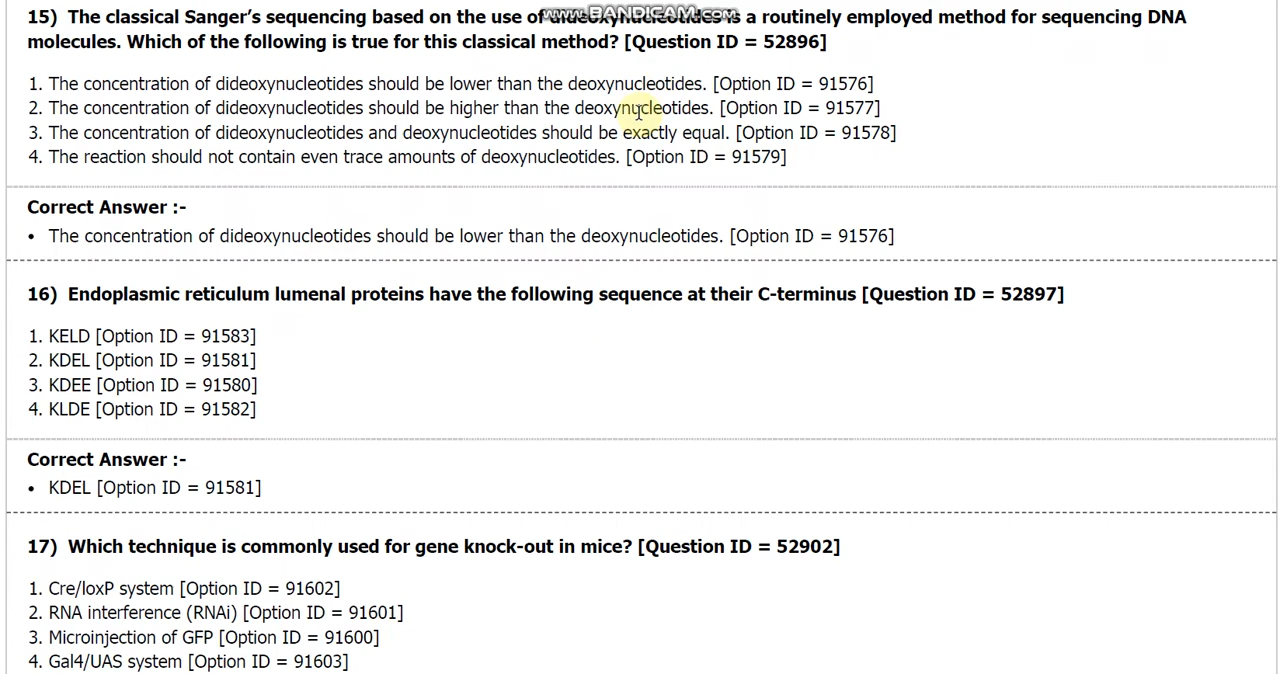 www.BANDICAM.com
15) The classical Sanger's sequencing based on the use of dideoxynucleotides is a routinely employed method for sequencing DNA
molecules. Which of the following is true for this classical method? [Question ID = 52896]
1. The concentration of dideoxynucleotides should be lower than the deoxynucleotides. [Option ID = 91576]
2. The concentration of dideoxynucleotides should be higher than the deoxynucleotides. [Option ID = 91577]
3. The concentration of dideoxynucleotides and deoxynucleotides should be exactly equal. [Option ID = 91578]
4. The reaction should not contain even trace amounts of deoxynucleotides. [Option ID = 91579]
Correct Answer :-
• The concentration of dideoxynucleotides should be lower than the deoxynucleotides. [Option ID = 91576]
16) Endoplasmic reticulum lumenal proteins have the following sequence at their C-terminus [Question ID = 52897]
1. KELD [Option ID = 91583]
2. KDEL [Option ID = 91581]
3. KDEE [Option ID = 91580]
4. KLDE [Option ID = 91582]
Correct Answer :-
• KDEL [Option ID = 91581]
17) Which technique is commonly used for gene knock-out in mice? [Question ID = 52902]
1. Cre/loxP system [Option ID = 91602]
2. RNA interference (RNAi) [Option ID = 91601]
3. Microinjection of GFP [Option ID = 91600]
4. Gal4/UAS system [Option ID = 91603]